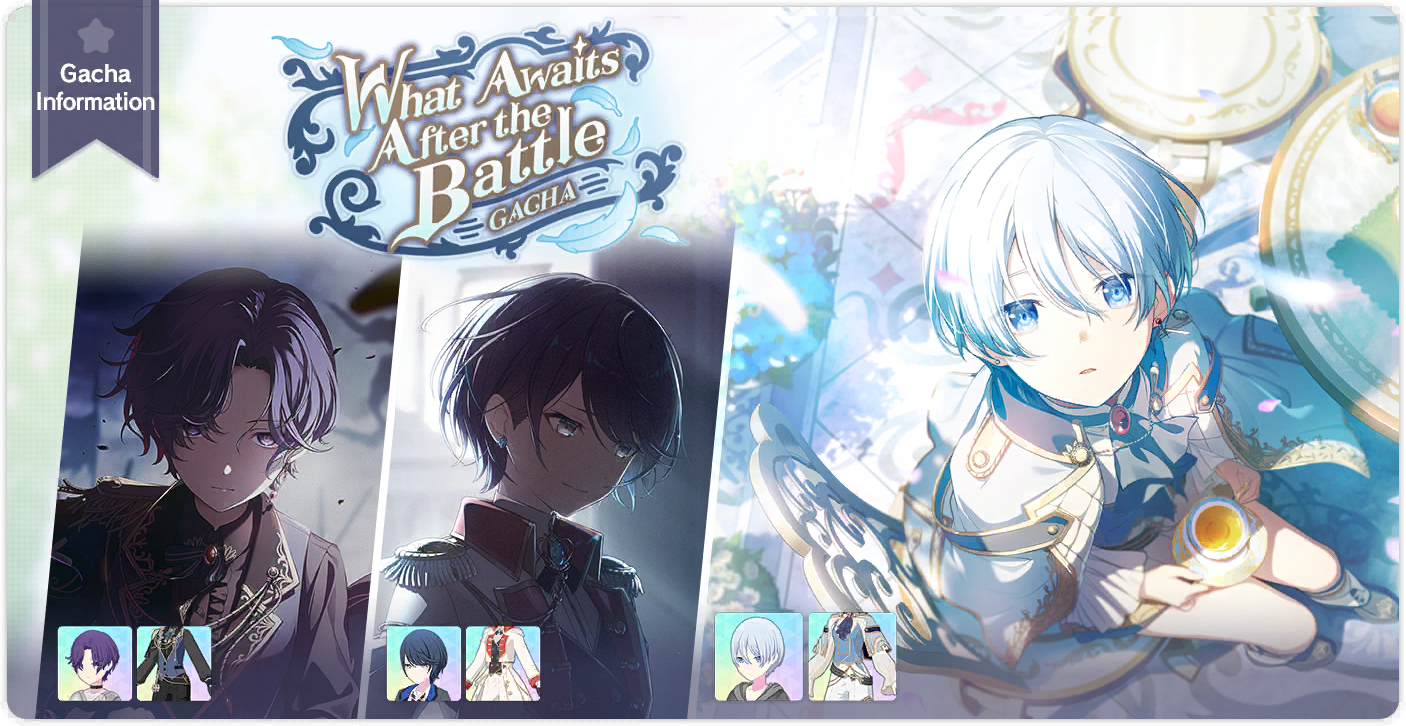 Gacha
Information
What Awaits
After the
Battle
GACHA